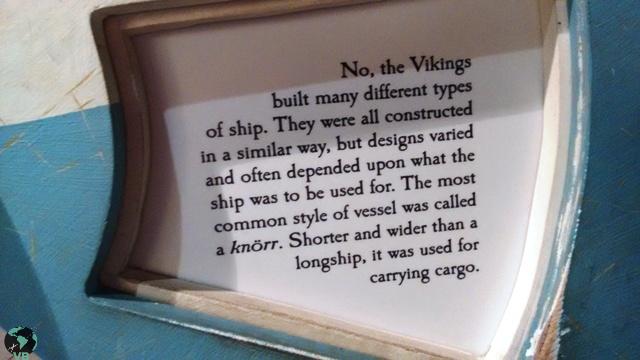 No, the Vikings
built many different types
of ship. They were all constructed
in a similar way, but designs varied
and often depended upon what the
ship was to be used for. The most
common style of vessel was called
a knörr. Shorter and wider than a
longship, it was used for
carrying cargo.
VR